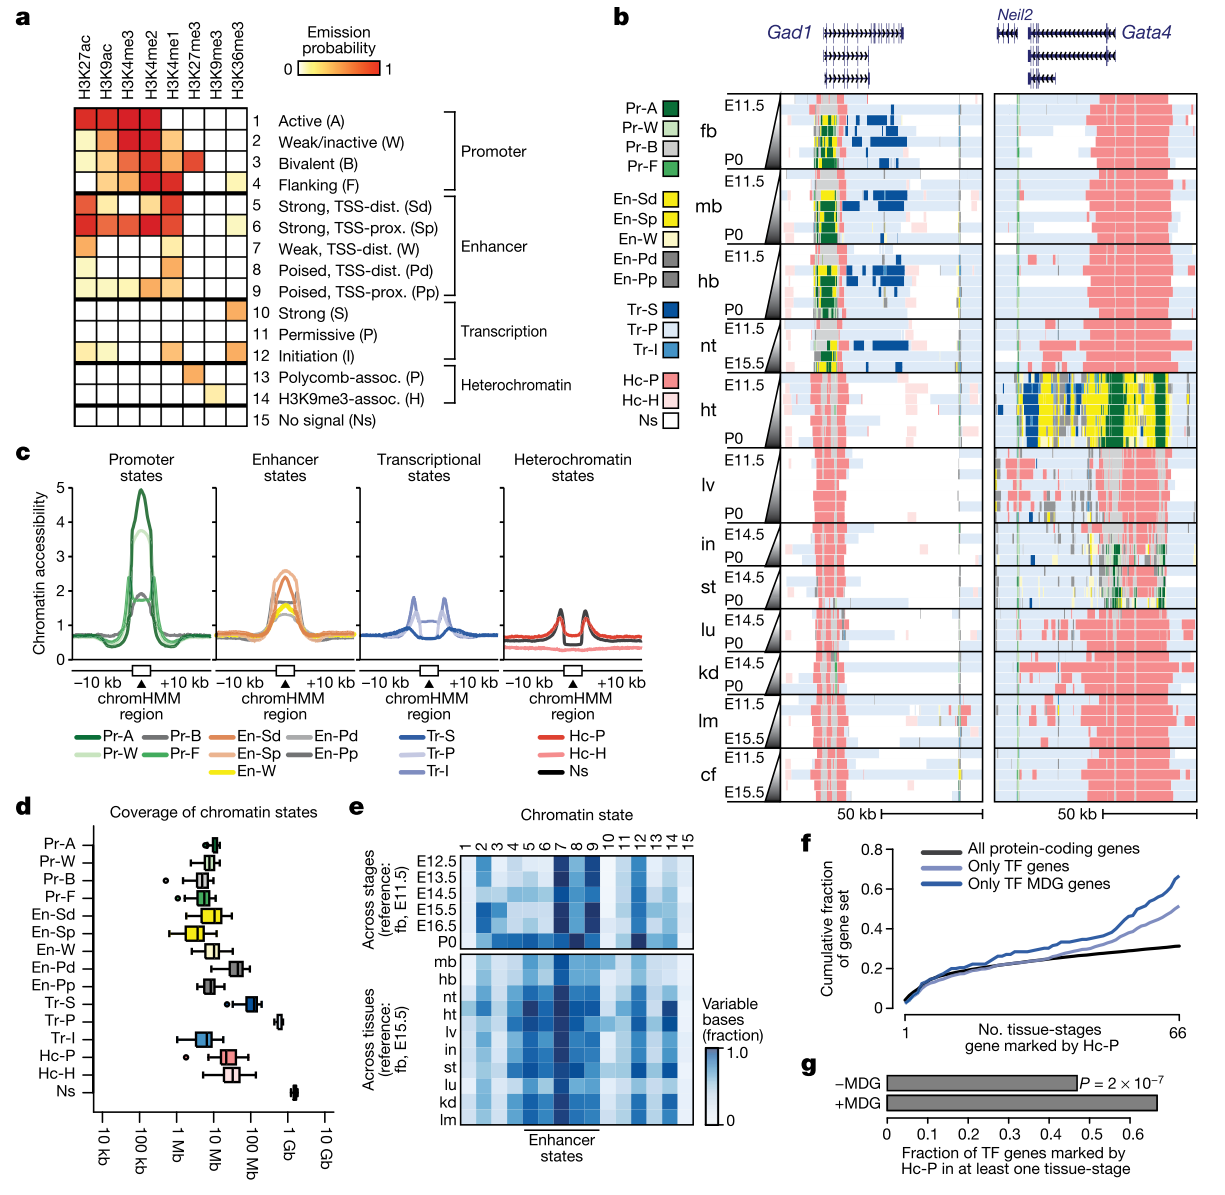 a
H3K27ac
H3K9ac
H3K4me3
H3K4me2
H3K4me1
H3K27me3
H3K9me3
H3K36me3
Emission
probability
0 1
1 Active (A)
2 Weak/inactive (W)
3 Bivalent (B)
4 Flanking (F)
Promoter
5 Strong, TSS-dist. (Sd)
6 Strong, TSS-prox. (Sp)
7 Weak, TSS-dist. (W)
8 Poised, TSS-dist. (Pd)
9 Poised, TSS-prox. (Pp)
Enhancer
10 Strong (S)
11 Permissive (P)
12 Initiation (I)
Transcription
13 Polycomb-assoc. (P)
14 H3K9me3-assoc. (H)
Heterochromatin
15 No signal (Ns)
b
Gad1
Neil2
Gata4
Pr-A
Pr-W
Pr-B
Pr-F
En-Sd
En-Sp
En-W
En-Pd
En-Pp
Tr-S
Tr-P
Tr-I
Hc-P
Hc-H
Ns
E11.5
fb
P0
E11.5
mb
P0
E11.5
hb
P0
E11.5
nt
E15.5
E11.5
ht
P0
E11.5
lv
P0
E14.5
in
P0
E14.5
st
P0
E14.5
lu
P0
E14.5
kd
P0
E11.5
lm
E15.5
E11.5
cf
E15.5
50 kb
50 kb
c
Promoter
states
Enhancer
states
Transcriptional
states
Heterochromatin
states
Chromatin accessibility
5
4
3
2
1
0
–10 kb +10 kb
chromHMM
region
–10 kb +10 kb
chromHMM
region
–10 kb +10 kb
chromHMM
region
–10 kb +10 kb
chromHMM
region
Pr-A Pr-B
Pr-W Pr-F
En-Sd En-Pd
En-Sp En-Pp
En-W
Tr-S
Tr-P
Tr-I
Hc-P
Hc-H
Ns
d
Coverage of chromatin states
Pr-A
Pr-W
Pr-B
Pr-F
En-Sd
En-Sp
En-W
En-Pd
En-Pp
Tr-S
Tr-P
Tr-I
Hc-P
Hc-H
Ns
10 kb
100 kb
1 Mb
10 Mb
100 Mb
1 Gb
10 Gb
e
Chromatin state
1 2 3 4 5 6 7 8 9 10 11 12 13 14 15
Across stages
(reference:
fb, E11.5)
E12.5
E13.5
E14.5
E15.5
E16.5
P0
Across tissues
(reference:
fb, E15.5)
mb
hb
nt
ht
lv
in
st
lu
kd
lm
Enhancer
states
Variable
bases
(fraction)
1.0
0
f
All protein-coding genes
Only TF genes
Only TF MDG genes
Cumulative fraction
of gene set
0.8
0.6
0.4
0.2
0
1 66
No. tissue-stages
gene marked by Hc-P
g
–MDG
+MDG
P = 2 × 10⁻⁷
0 0.1 0.2 0.3 0.4 0.5 0.6
Fraction of TF genes marked by
Hc-P in at least one tissue-stage